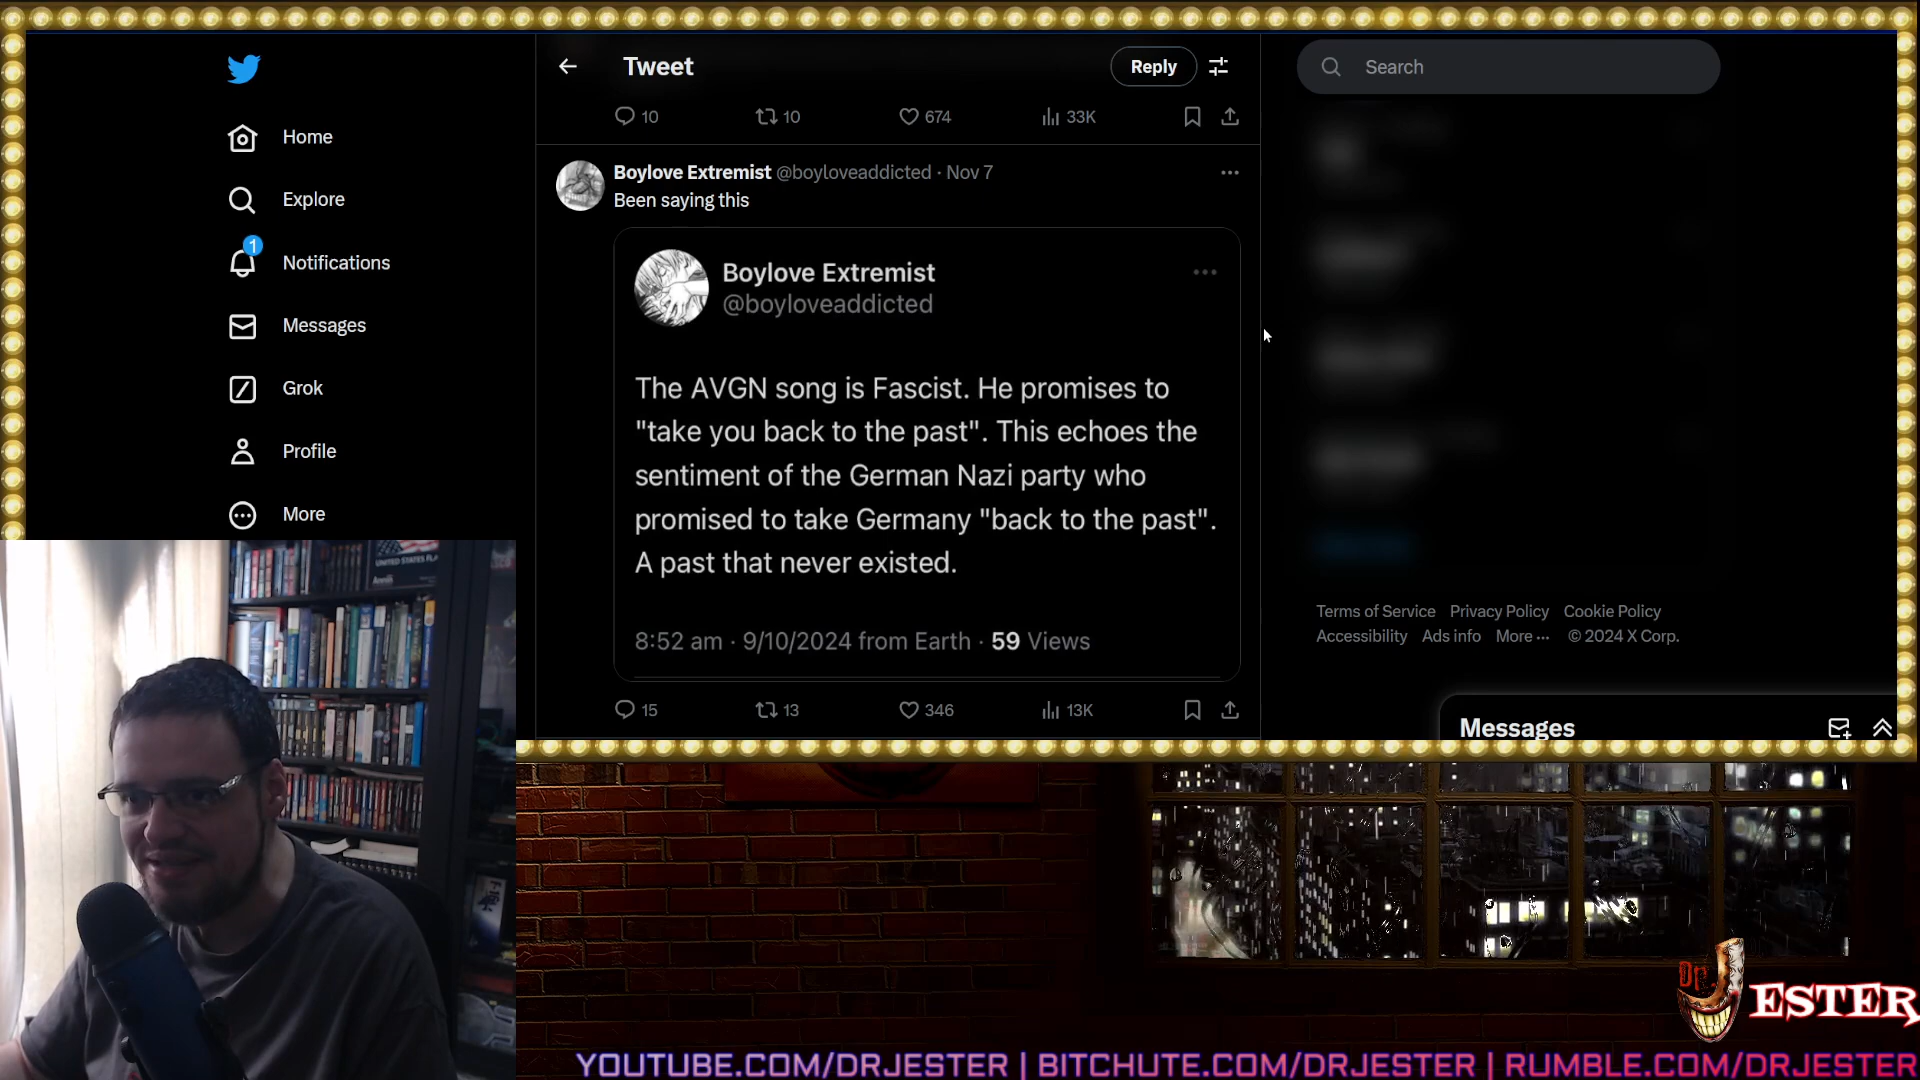 Home
Explore
1
Notifications
Messages
Grok
Profile
More
Tweet
Reply
10 10 674 33K
Boylove Extremist @boyloveaddicted · Nov 7
Been saying this
Boylove Extremist
@boyloveaddicted
The AVGN song is Fascist. He promises to
"take you back to the past". This echoes the
sentiment of the German Nazi party who
promised to take Germany "back to the past".
A past that never existed.
8:52 am · 9/10/2024 from Earth · 59 Views
15 13 346 13K
Search
Terms of Service Privacy Policy Cookie Policy
Accessibility Ads info More ··· © 2024 X Corp.
Messages
UNITED STATES FLAG
Dr. JESTER
YOUTUBE.COM/DRJESTER | BITCHUTE.COM/DRJESTER | RUMBLE.COM/DRJESTER